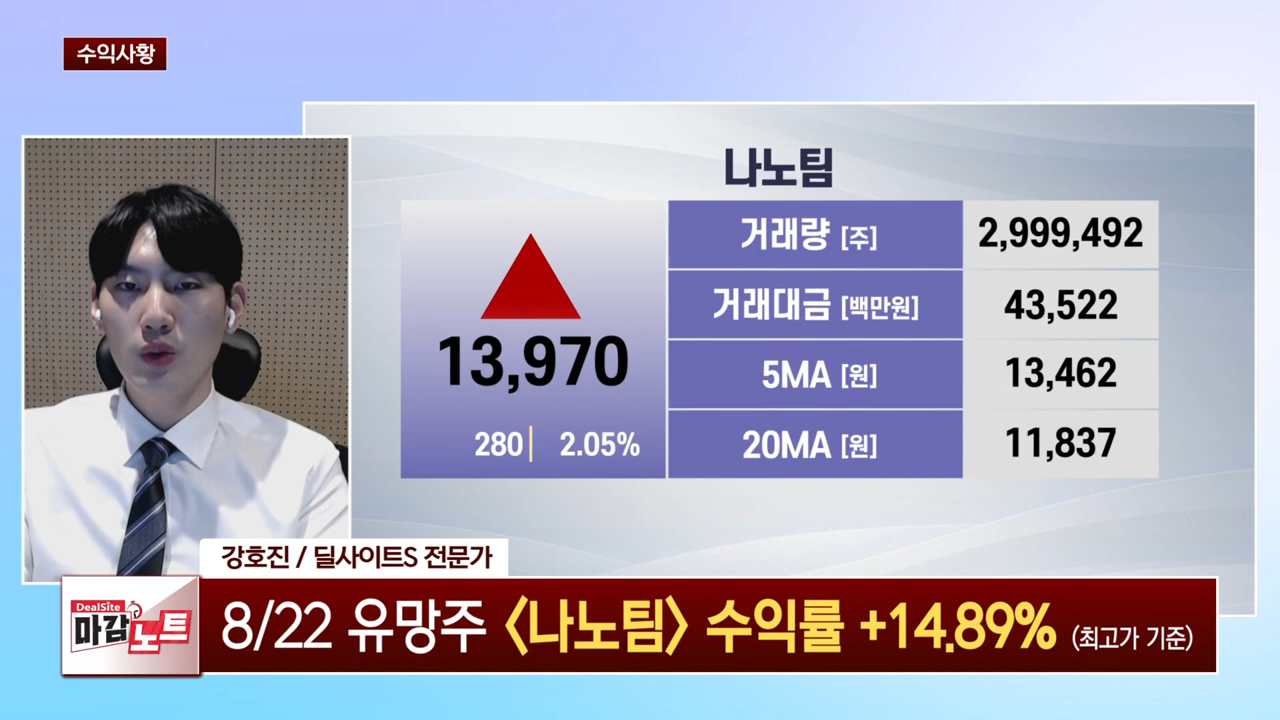 수익사황
나노팀
13,970
280 2.05%
거래량 [주] 2,999,492
거래대금 [백만원] 43,522
5MA [원] 13,462
20MA [원] 11,837
강호진 / 딜사이트S 전문가
DealSite
마감노트
8/22 유망주 <나노팀> 수익률 +14.89% (최고가 기준)